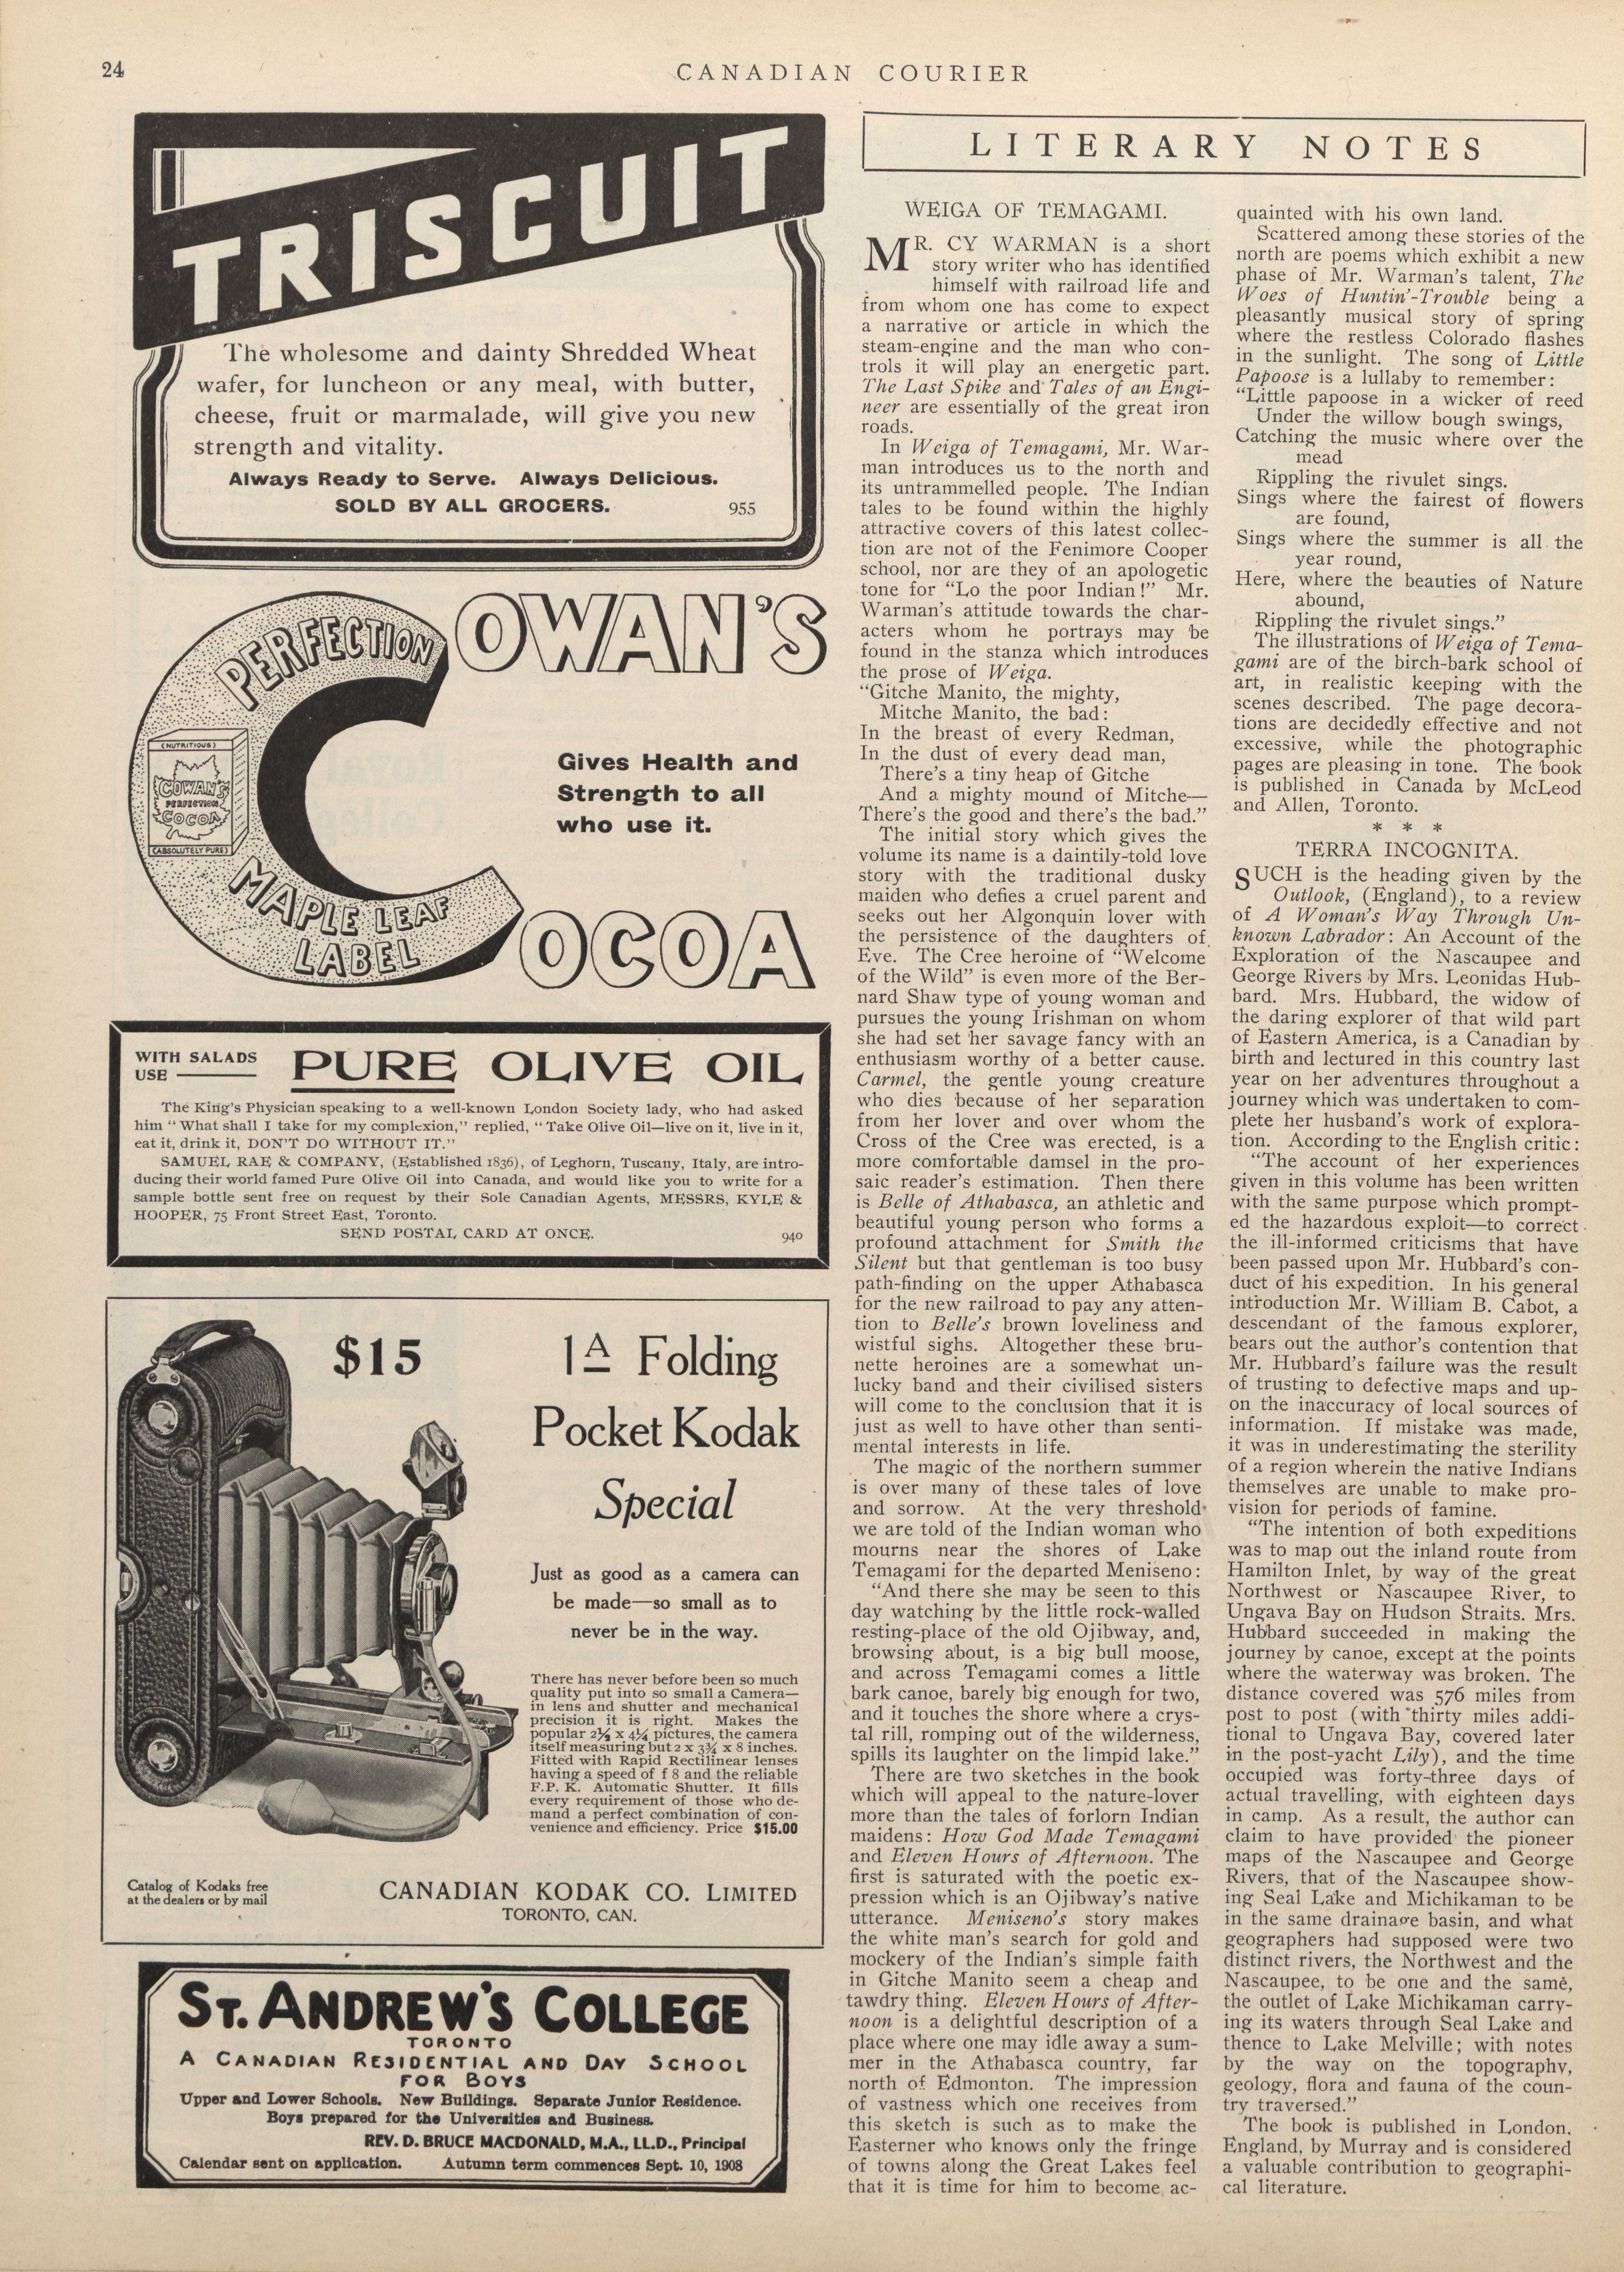 24
CANADIAN COURIER
TRISCUIT
The wholesome and dainty Shredded Wheat
wafer, for luncheon or any meal, with butter,
cheese, fruit or marmalade, will give you new
strength and vitality.
Always Ready to Serve. Always Delicious.
SOLD BY ALL GROCERS. 955
COWAN'S
PERFECTION
(NUTRITIOUS)
COWAN'S
PERFECTION
COCOA
(ABSOLUTELY PURE)
MAPLE LEAF
LABEL
Gives Health and
Strength to all
who use it.
COCOA
WITH SALADS
USE
PURE OLIVE OIL
The King's Physician speaking to a well-known London Society lady, who had asked
him "What shall I take for my complexion," replied, "Take Olive Oil—live on it, live in it,
eat it, drink it, DON'T DO WITHOUT IT."
SAMUEL RAE & COMPANY, (Established 1836), of Leghorn, Tuscany, Italy, are intro-
ducing their world famed Pure Olive Oil into Canada, and would like you to write for a
sample bottle sent free on request by their Sole Canadian Agents, MESSRS, KYLE &
HOOPER, 75 Front Street East, Toronto.
SEND POSTAL CARD AT ONCE. 940
$15
1A Folding
Pocket Kodak
Special
Just as good as a camera can
be made—so small as to
never be in the way.
There has never before been so much
quality put into so small a Camera—
in lens and shutter and mechanical
precision it is right. Makes the
popular 2½ x 4¼ pictures, the camera
itself measuring but 2 x 3¾ x 8 inches.
Fitted with Rapid Rectilinear lenses
having a speed of f 8 and the reliable
F.P. K. Automatic Shutter. It fills
every requirement of those who de-
mand a perfect combination of con-
venience and efficiency. Price $15.00
Catalog of Kodaks free
at the dealers or by mail
CANADIAN KODAK CO. LIMITED
TORONTO, CAN.
ST. ANDREW'S COLLEGE
TORONTO
A CANADIAN RESIDENTIAL AND DAY SCHOOL
FOR BOYS
Upper and Lower Schools. New Buildings. Separate Junior Residence.
Boys prepared for the Universities and Business.
REV. D. BRUCE MACDONALD, M.A., LL.D., Principal
Calendar sent on application. Autumn term commences Sept. 10, 1908
LITERARY NOTES
WEIGA OF TEMAGAMI.
MR. CY WARMAN is a short
story writer who has identified
himself with railroad life and
from whom one has come to expect
a narrative or article in which the
steam-engine and the man who con-
trols it will play an energetic part.
The Last Spike and Tales of an Engi-
neer are essentially of the great iron
roads.
In Weiga of Temagami, Mr. War-
man introduces us to the north and
its untrammelled people. The Indian
tales to be found within the highly
attractive covers of this latest collec-
tion are not of the Fenimore Cooper
school, nor are they of an apologetic
tone for "Lo the poor Indian!" Mr.
Warman's attitude towards the char-
acters whom he portrays may be
found in the stanza which introduces
the prose of Weiga.
"Gitche Manito, the mighty,
Mitche Manito, the bad:
In the breast of every Redman,
In the dust of every dead man,
There's a tiny heap of Gitche
And a mighty mound of Mitche—
There's the good and there's the bad."
The initial story which gives the
volume its name is a daintily-told love
story with the traditional dusky
maiden who defies a cruel parent and
seeks out her Algonquin lover with
the persistence of the daughters of
Eve. The Cree heroine of "Welcome
of the Wild" is even more of the Ber-
nard Shaw type of young woman and
pursues the young Irishman on whom
she had set her savage fancy with an
enthusiasm worthy of a better cause.
Carmel, the gentle young creature
who dies because of her separation
from her lover and over whom the
Cross of the Cree was erected, is a
more comfortable damsel in the pro-
saic reader's estimation. Then there
is Belle of Athabasca, an athletic and
beautiful young person who forms a
profound attachment for Smith the
Silent but that gentleman is too busy
path-finding on the upper Athabasca
for the new railroad to pay any atten-
tion to Belle's brown loveliness and
wistful sighs. Altogether these bru-
nette heroines are a somewhat un-
lucky band and their civilised sisters
will come to the conclusion that it is
just as well to have other than senti-
mental interests in life.
The magic of the northern summer
is over many of these tales of love
and sorrow. At the very threshold
we are told of the Indian woman who
mourns near the shores of Lake
Temagami for the departed Meniseno:
"And there she may be seen to this
day watching by the little rock-walled
resting-place of the old Ojibway, and,
browsing about, is a big bull moose,
and across Temagami comes a little
bark canoe, barely big enough for two,
and it touches the shore where a crys-
tal rill, romping out of the wilderness,
spills its laughter on the limpid lake."
There are two sketches in the book
which will appeal to the nature-lover
more than the tales of forlorn Indian
maidens: How God Made Temagami
and Eleven Hours of Afternoon. The
first is saturated with the poetic ex-
pression which is an Ojibway's native
utterance. Meniseno's story makes
the white man's search for gold and
mockery of the Indian's simple faith
in Gitche Manito seem a cheap and
tawdry thing. Eleven Hours of After-
noon is a delightful description of a
place where one may idle away a sum-
mer in the Athabasca country, far
north of Edmonton. The impression
of vastness which one receives from
this sketch is such as to make the
Easterner who knows only the fringe
of towns along the Great Lakes feel
that it is time for him to become ac-
quainted with his own land.
Scattered among these stories of the
north are poems which exhibit a new
phase of Mr. Warman's talent, The
Woes of Huntin'-Trouble being a
pleasantly musical story of spring
where the restless Colorado flashes
in the sunlight. The song of Little
Papoose is a lullaby to remember:
"Little papoose in a wicker of reed
Under the willow bough swings,
Catching the music where over the
mead
Rippling the rivulet sings.
Sings where the fairest of flowers
are found,
Sings where the summer is all the
year round,
Here, where the beauties of Nature
abound,
Rippling the rivulet sings."
The illustrations of Weiga of Tema-
gami are of the birch-bark school of
art, in realistic keeping with the
scenes described. The page decora-
tions are decidedly effective and not
excessive, while the photographic
pages are pleasing in tone. The book
is published in Canada by McLeod
and Allen, Toronto.
* * *
TERRA INCOGNITA.
SUCH is the heading given by the
Outlook, (England), to a review
of A Woman's Way Through Un-
known Labrador: An Account of the
Exploration of the Nascaupee and
George Rivers by Mrs. Leonidas Hub-
bard. Mrs. Hubbard, the widow of
the daring explorer of that wild part
of Eastern America, is a Canadian by
birth and lectured in this country last
year on her adventures throughout a
journey which was undertaken to com-
plete her husband's work of explora-
tion. According to the English critic:
"The account of her experiences
given in this volume has been written
with the same purpose which prompt-
ed the hazardous exploit—to correct
the ill-informed criticisms that have
been passed upon Mr. Hubbard's con-
duct of his expedition. In his general
introduction Mr. William B. Cabot, a
descendant of the famous explorer,
bears out the author's contention that
Mr. Hubbard's failure was the result
of trusting to defective maps and up-
on the inaccuracy of local sources of
information. If mistake was made,
it was in underestimating the sterility
of a region wherein the native Indians
themselves are unable to make pro-
vision for periods of famine.
"The intention of both expeditions
was to map out the inland route from
Hamilton Inlet, by way of the great
Northwest or Nascaupee River, to
Ungava Bay on Hudson Straits. Mrs.
Hubbard succeeded in making the
journey by canoe, except at the points
where the waterway was broken. The
distance covered was 576 miles from
post to post (with thirty miles addi-
tional to Ungava Bay, covered later
in the post-yacht Lily), and the time
occupied was forty-three days of
actual travelling, with eighteen days
in camp. As a result, the author can
claim to have provided the pioneer
maps of the Nascaupee and George
Rivers, that of the Nascaupee show-
ing Seal Lake and Michikaman to be
in the same drainage basin, and what
geographers had supposed were two
distinct rivers, the Northwest and the
Nascaupee, to be one and the same,
the outlet of Lake Michikaman carry-
ing its waters through Seal Lake and
thence to Lake Melville; with notes
by the way on the topography,
geology, flora and fauna of the coun-
try traversed."
The book is published in London,
England, by Murray and is considered
a valuable contribution to geographi-
cal literature.